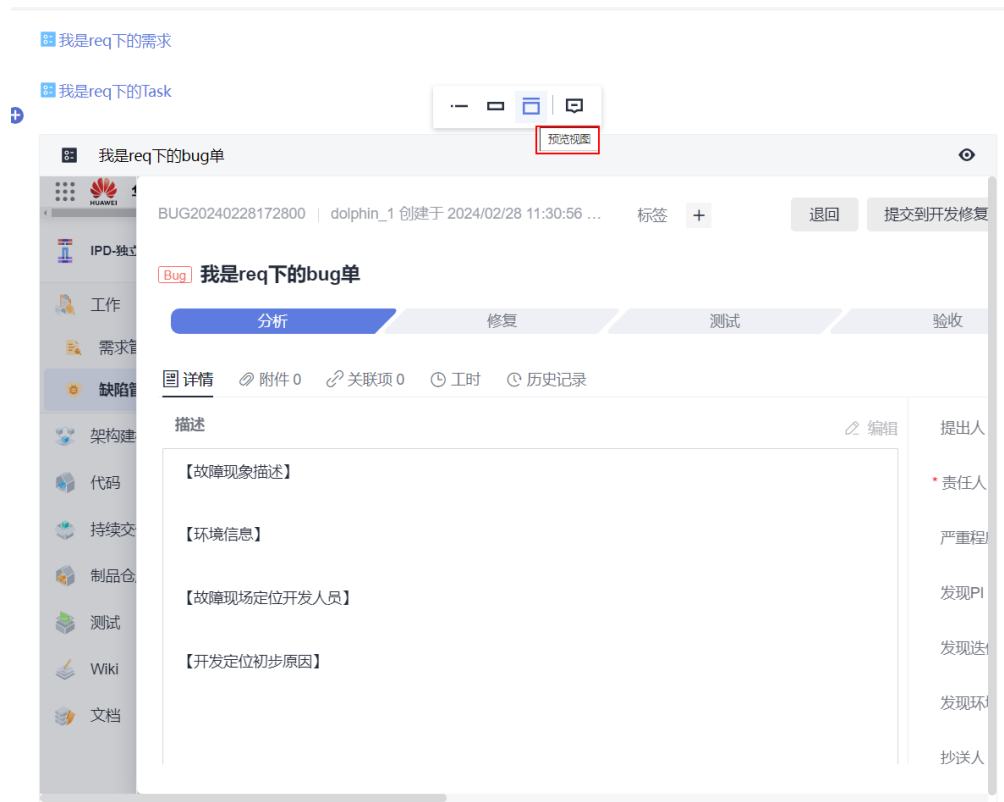 我是req下的需求
我是req下的Task
预览视图
我是req下的bug单
HUAWEI
BUG20240228172800 dolphin_1 创建于 2024/02/28 11:30:56 ... 标签 + 退回 提交到开发修复
IPD-独立
Bug 我是req下的bug单
工作
分析 修复 测试 验收
需求管
详情 附件 0 关联项 0 工时 历史记录
缺陷管
描述 编辑 提出人
架构建
【故障现象描述】
代码
* 责任人
持续交
【环境信息】
严重程度
制品仓
【故障现场定位开发人员】
发现PI
测试
发现迭
【开发定位初步原因】
Wiki
发现环
文档
抄送人